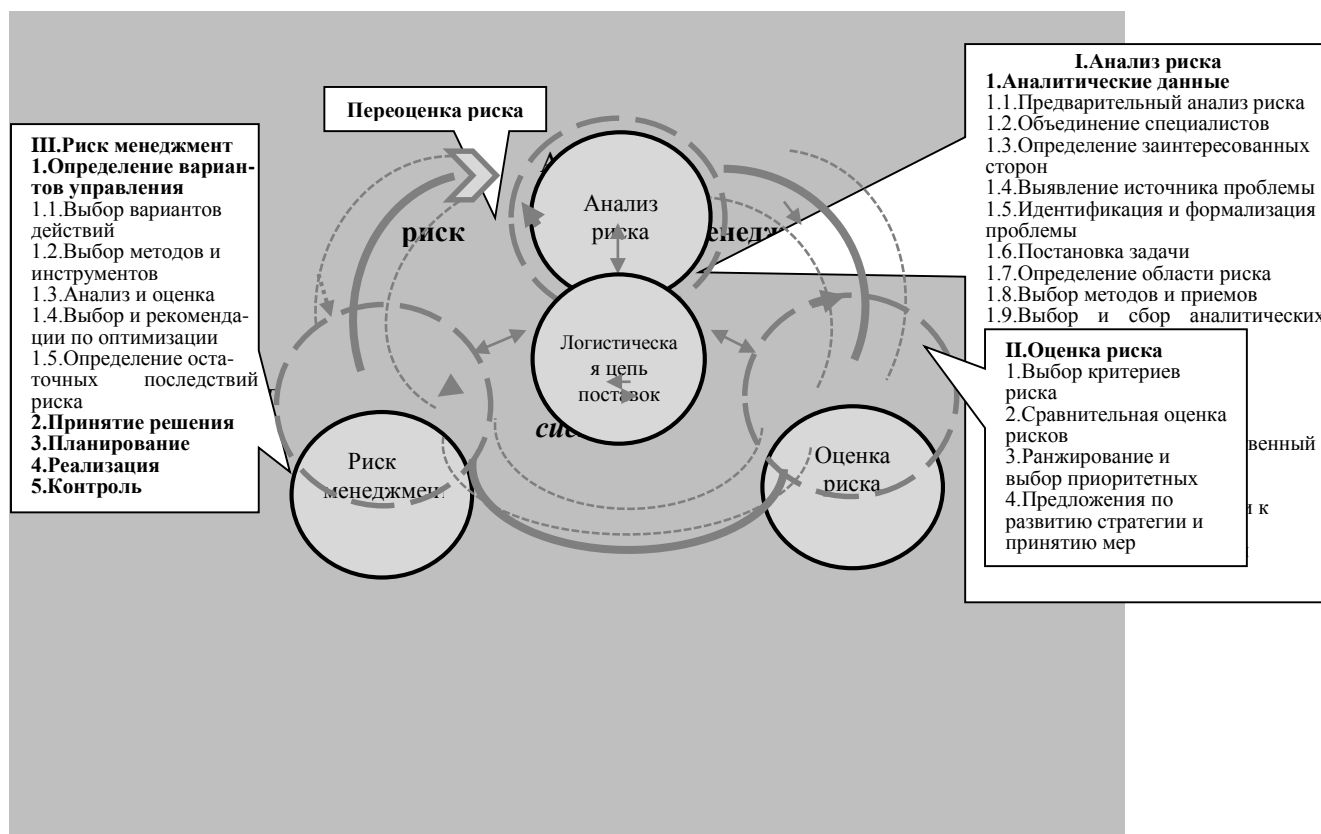 Переоценка риска
III.Риск менеджмент
1.Определение вариан-
тов управления
1.1.Выбор вариантов
действий
1.2.Выбор методов и
инструментов
1.3.Анализ и оценка
1.4.Выбор и рекоменда-
ции по оптимизации
1.5.Определение оста-
точных последствий
риска
2.Принятие решения
3.Планирование
4.Реализация
5.Контроль
риск
Анализ
риска
Логистическа
я цепь
поставок
Риск
менеджмен
Оценка
риска
I.Анализ риска
1.Аналитические данные
1.1.Предварительный анализ риска
1.2.Объединение специалистов
1.3.Определение заинтересованных
сторон
1.4.Выявление источника проблемы
1.5.Идентификация и формализация
проблемы
1.6.Постановка задачи
1.7.Определение области риска
1.8.Выбор методов и приемов
1.9.Выбор и сбор аналитических
II.Оценка риска
1.Выбор критериев
риска
2.Сравнительная оценка
рисков
3.Ранжирование и
выбор приоритетных
4.Предложения по
развитию стратегии и
принятию мер